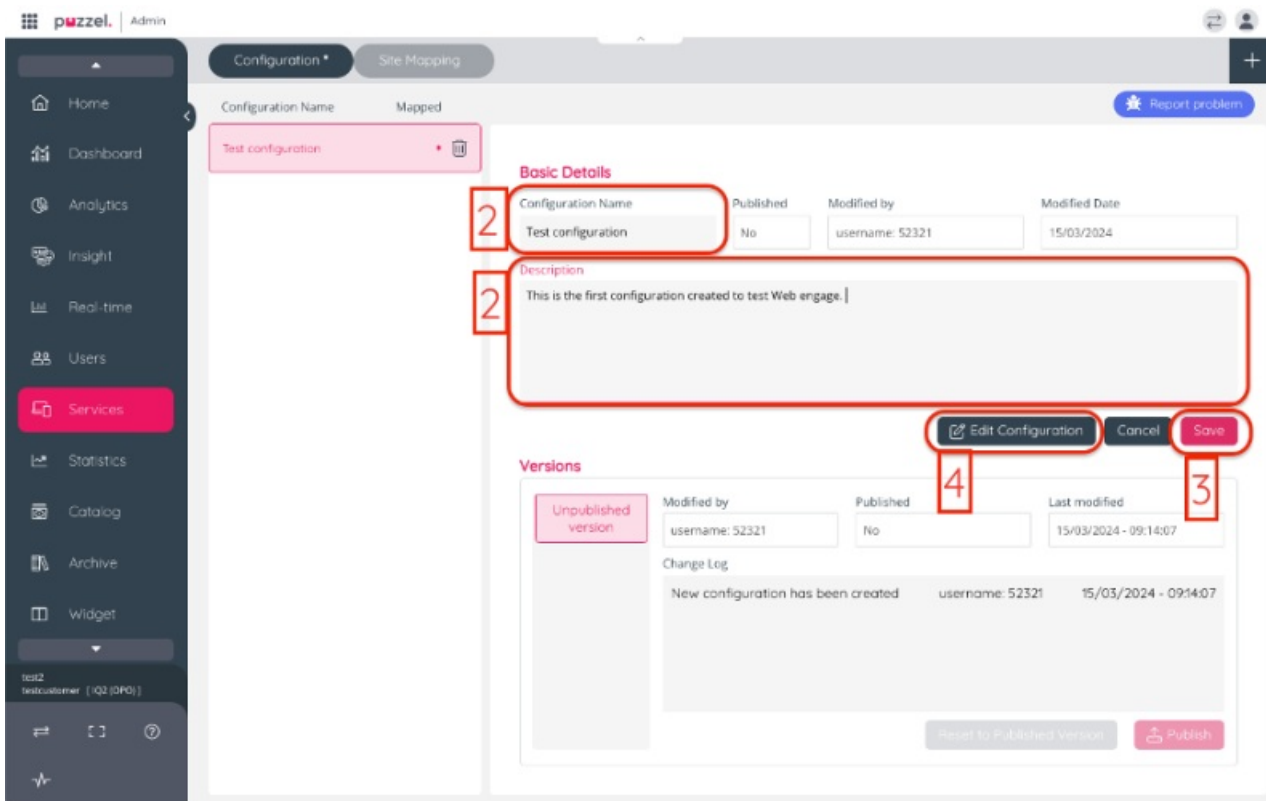 puzzel. Admin
Configuration * Site Mapping
+
Home
Configuration Name Mapped
Report problem
Test configuration *
Dashboard
Basic Details
Analytics
2 Configuration Name Published Modified by Modified Date
Test configuration No username: 52321 15/03/2024
Insight
Description
2 This is the first configuration created to test Web engage.
Real-time
Users
Services
Edit Configuration Cancel Save
4 3
Statistics
Versions
Unpublished version
Modified by Published Last modified
username: 52321 No 15/03/2024 - 09:14:07
Catalog
Change Log
Archive
New configuration has been created username: 52321 15/03/2024 - 09:14:07
Widget
test2
testcustomer [ IQ2 (OPO) ]
Reset to Published Version Publish